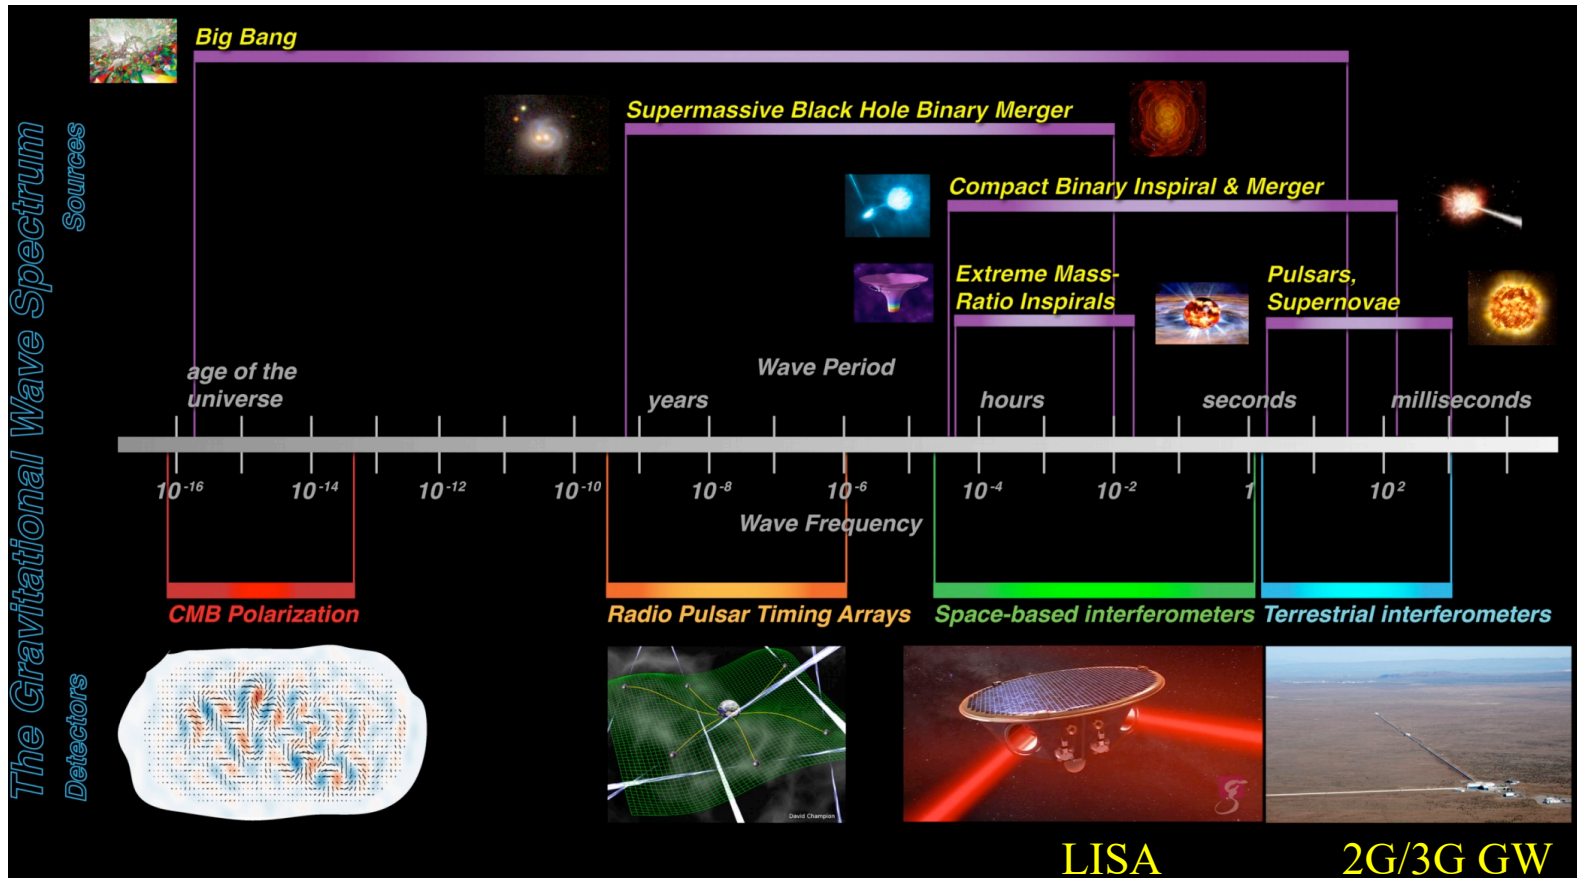 The Gravitational Wave Spectrum
Sources
Big Bang
Supermassive Black Hole Binary Merger
Compact Binary Inspiral & Merger
Extreme Mass-
Ratio Inspirals
Pulsars,
Supernovae
age of the
universe
Wave Period
years
hours
seconds
milliseconds
10⁻¹⁶
10⁻¹⁴
10⁻¹²
10⁻¹⁰
10⁻⁸
10⁻⁶
10⁻⁴
10⁻²
1
10²
Wave Frequency
Detectors
CMB Polarization
Radio Pulsar Timing Arrays
Space-based interferometers
Terrestrial interferometers
David Champion
LISA
2G/3G GW